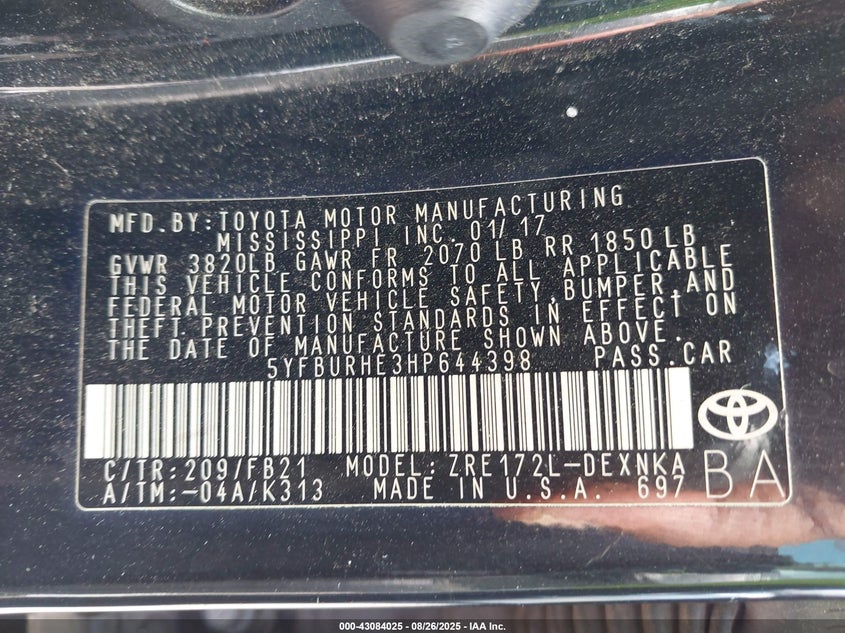 MFD.BY:TOYOTA MOTOR MANUFACTURING
MISSISSIPPI INC. 01/17
GVWR 3820LB GAWR FR 2070 LB RR 1850LB
THIS VEHICLE CONFORMS TO ALL APPLICABLE
FEDERAL MOTOR VEHICLE SAFETY,BUMPER,AND
THEFT PREVENTION STANDARDS IN EFFECT ON
THE DATE OF MANUFACTURE SHOWN ABOVE.
5YFBURHE3HP644398 PASS.CAR
C/TR:209/FB21 MODEL: ZRE172L-DEXNKA
A/TM:-04A/K313 MADE IN U.S.A. 697
BA
000-43084025 - 08/26/2025 - IAA Inc.